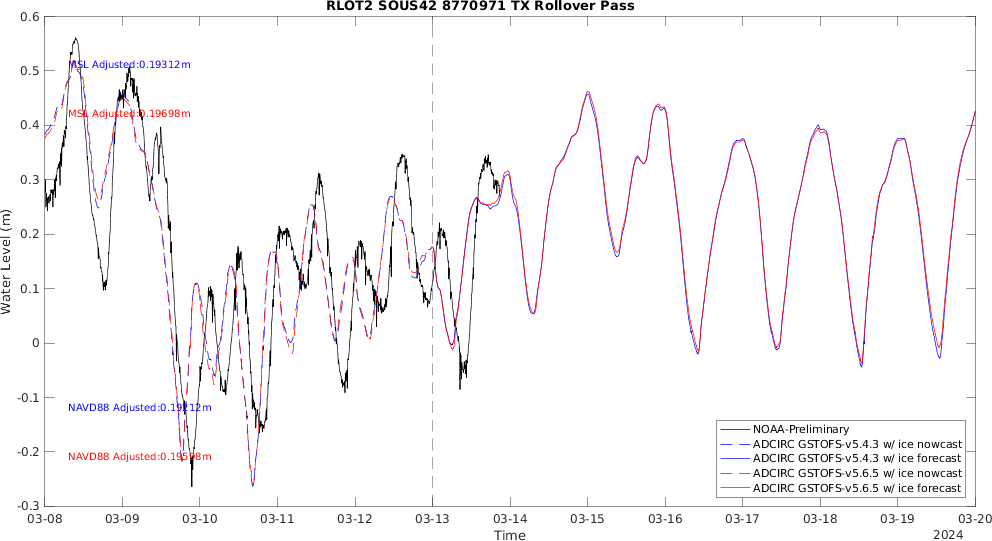 RLOT2 SOUS42 8770971 TX Rollover Pass
0.6
0.5
0.4
0.3
0.2
0.1
0
-0.1
-0.2
-0.3
Water Level (m)
MSL Adjusted:0.19312m
MSL Adjusted:0.19698m
NAVD88 Adjusted:0.19212m
NAVD88 Adjusted:0.19598m
NOAA-Preliminary
ADCIRC GSTOFS-v5.4.3 w/ ice nowcast
ADCIRC GSTOFS-v5.4.3 w/ ice forecast
ADCIRC GSTOFS-v5.6.5 w/ ice nowcast
ADCIRC GSTOFS-v5.6.5 w/ ice forecast
03-08 03-09 03-10 03-11 03-12 03-13 03-14 03-15 03-16 03-17 03-18 03-19 03-20
Time
2024